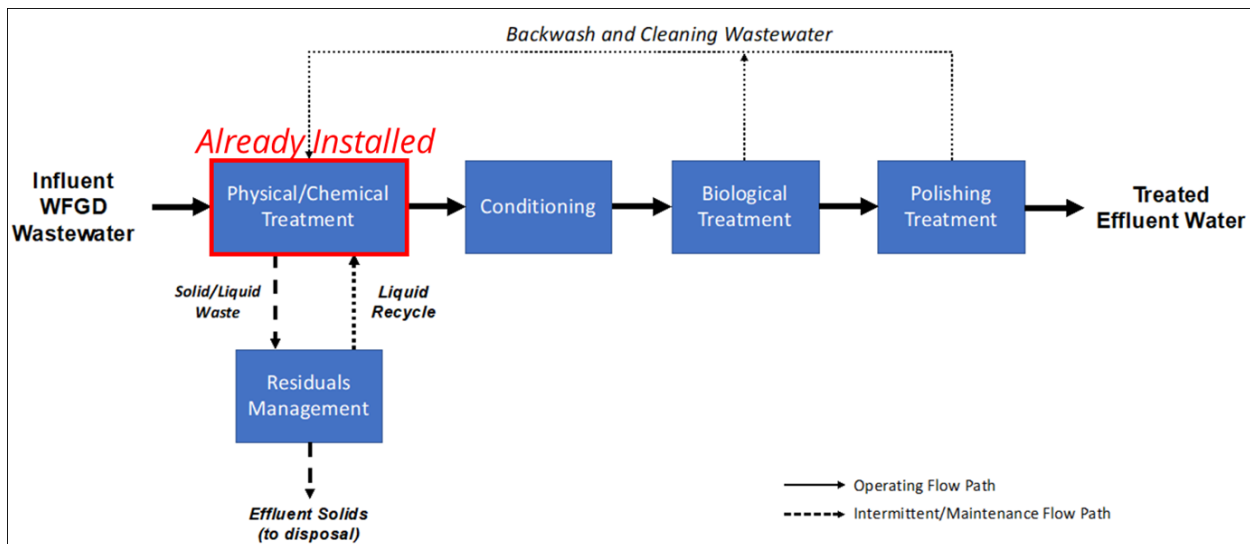 Backwash and Cleaning Wastewater
Already Installed
Influent
WFGD
Wastewater
Physical/Chemical
Treatment
Conditioning
Biological
Treatment
Polishing
Treatment
Treated
Effluent Water
Solid/Liquid
Waste
Liquid
Recycle
Residuals
Management
Effluent Solids
(to disposal)
Operating Flow Path
Intermittent/Maintenance Flow Path